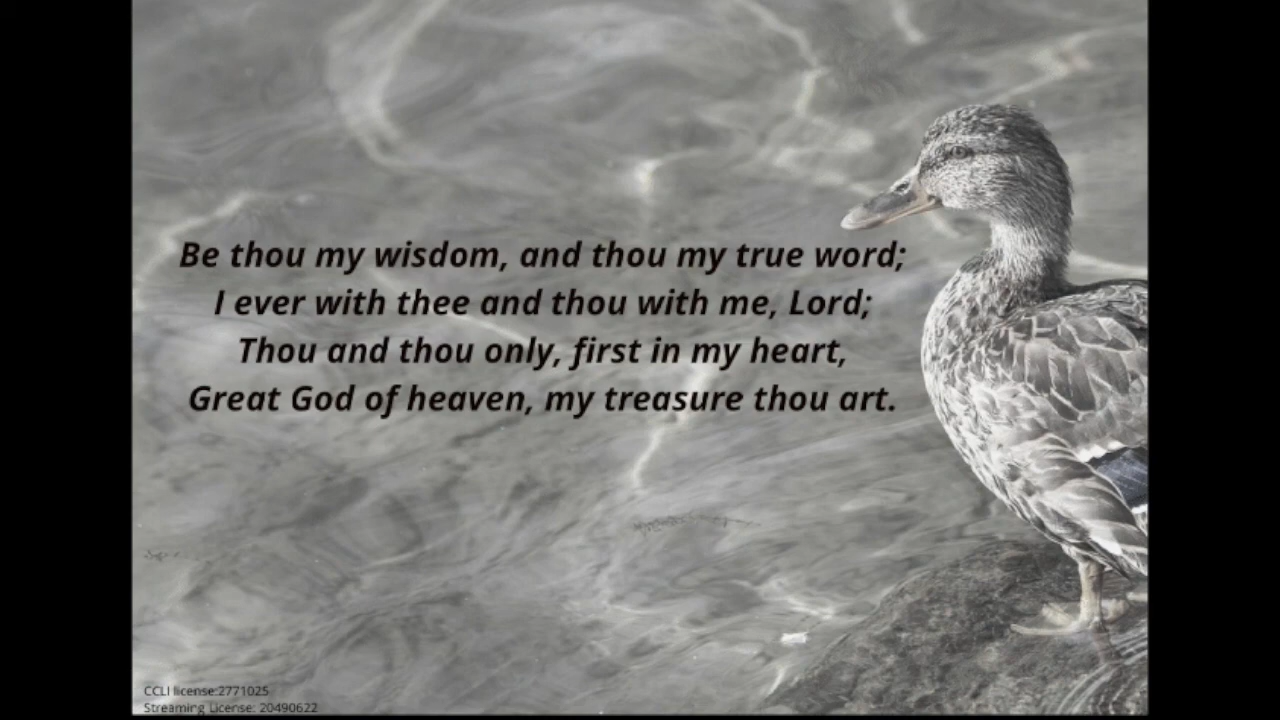 Be thou my wisdom, and thou my true word;
I ever with thee and thou with me, Lord;
Thou and thou only, first in my heart,
Great God of heaven, my treasure thou art.
CCLI license:2771025
Streaming License: 20490622